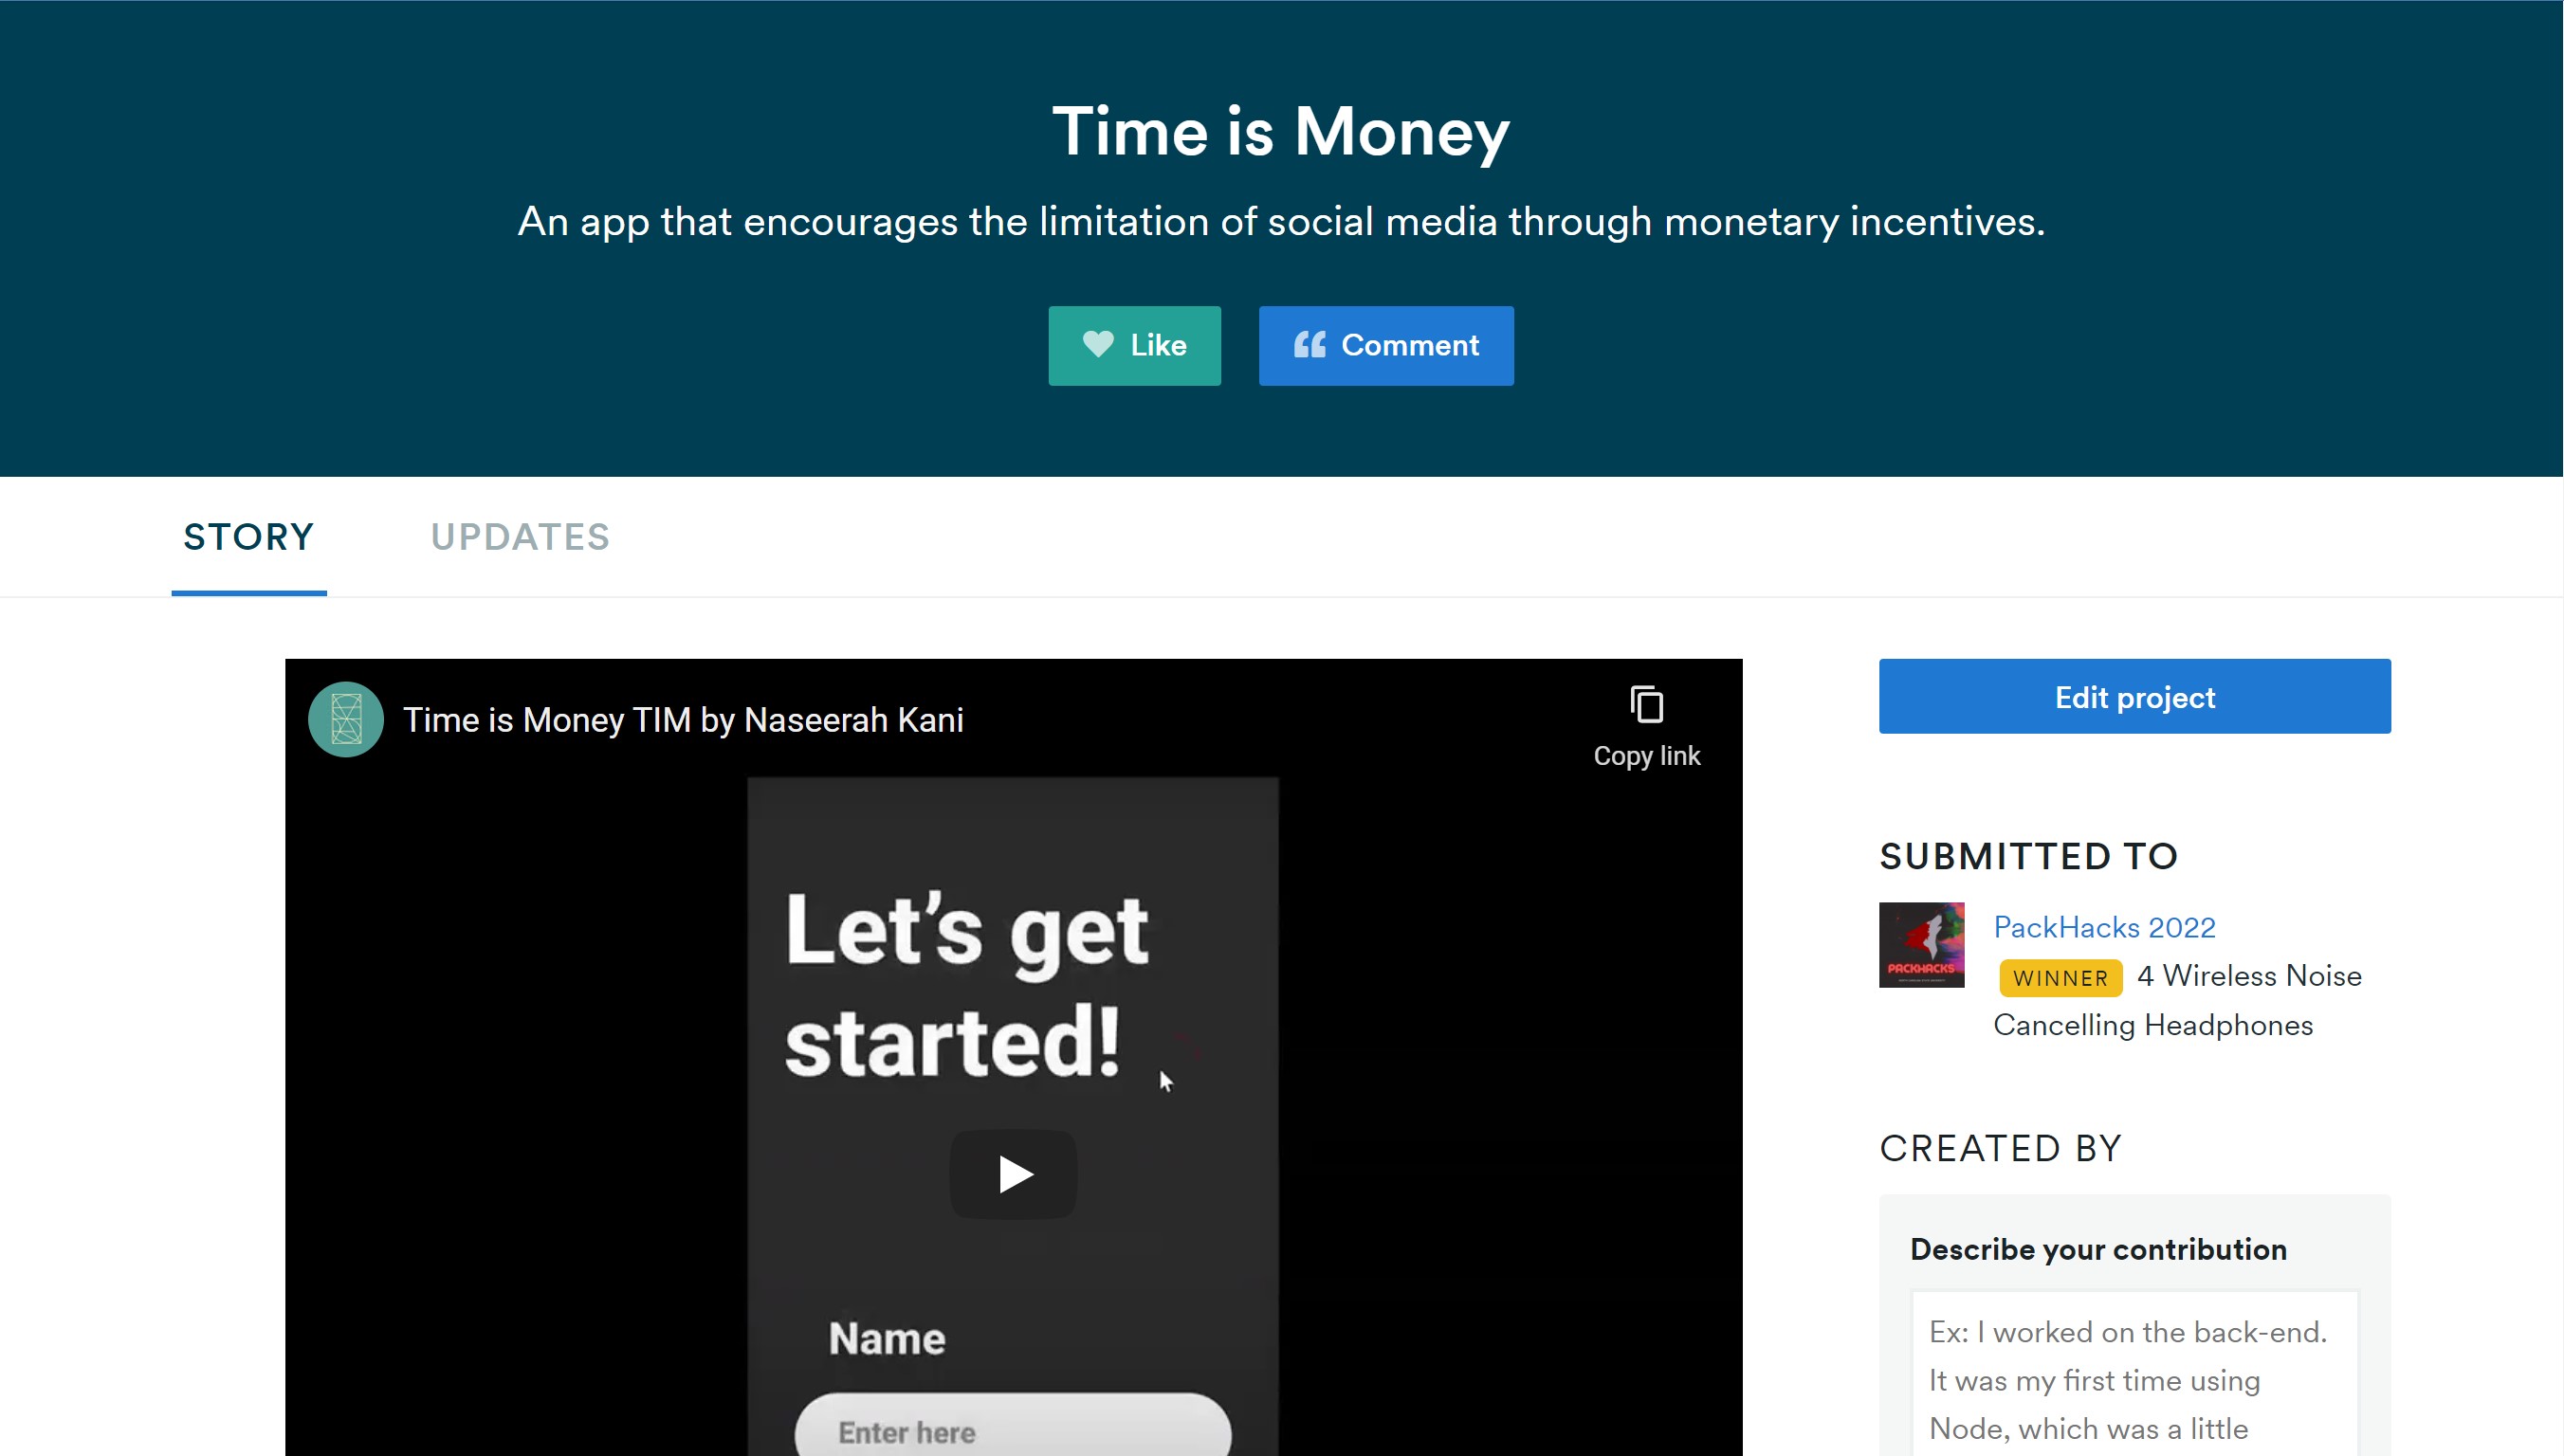 Time is Money
An app that encourages the limitation of social media through monetary incentives.
Like
Comment
STORY
UPDATES
Time is Money TIM by Naseerah Kani
Copy link
Let's get
started!
Name
Enter here
Edit project
SUBMITTED TO
PACKHACKS
PackHacks 2022
WINNER 4 Wireless Noise
Cancelling Headphones
CREATED BY
Describe your contribution
Ex: I worked on the back-end.
It was my first time using
Node, which was a little